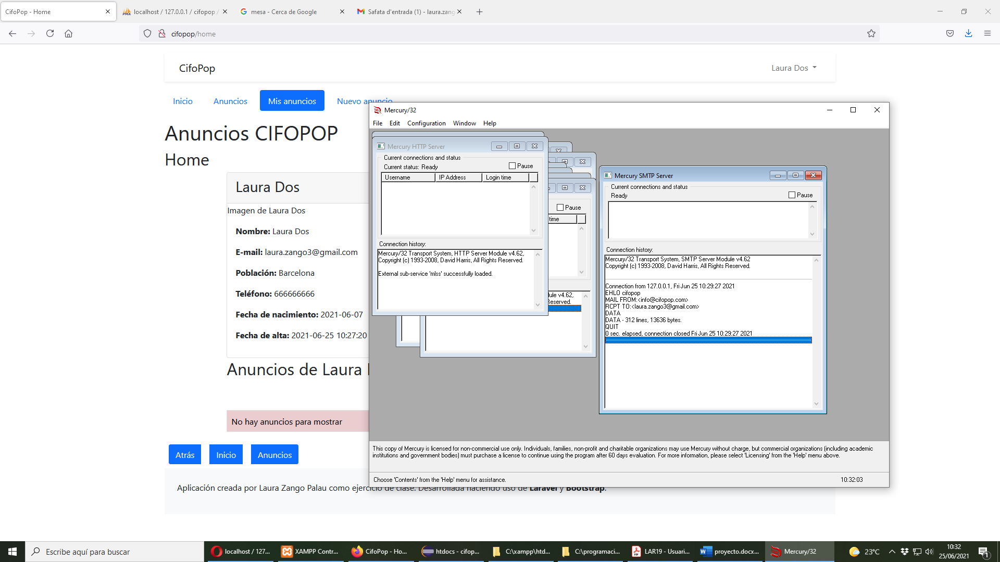 CifoPop - Home
localhost / 127.0.0.1 / cifopop /
mesa - Cerca de Google
Safata d'entrada (1) - laura.zang
cifopop/home
CifoPop
Laura Dos
Inicio
Anuncios
Mis anuncios
Nuevo anuncio
Anuncios CIFOPOP
Home
Laura Dos
Imagen de Laura Dos
Nombre: Laura Dos
E-mail: laura.zango3@gmail.com
Población: Barcelona
Teléfono: 666666666
Fecha de nacimiento: 2021-06-07
Fecha de alta: 2021-06-25 10:27:20
Anuncios de Laura
No hay anuncios para mostrar
Atrás
Inicio
Anuncios
Aplicación creada por Laura Zango Palau como ejercicio de clase. Desarrollada haciendo uso de Laravel y Bootstrap.
Mercury/32
File
Edit
Configuration
Window
Help
Mercury HTTP Server
Current connections and status
Current status: Ready
Pause
Username
IP Address
Login time
Connection history:
Mercury/32 Transport System, HTTP Server Module v4.62,
Copyright (c) 1993-2008, David Harris, All Rights Reserved.
External sub-service 'mlss' successfully loaded.
Pause
time
ule v4.62,
Reserved.
Mercury SMTP Server
Current connections and status
Ready
Pause
Connection history:
Mercury/32 Transport System, SMTP Server Module v4.62
Copyright (c) 1993-2008, David Harris, All Rights Reserved.
Connection from 127.0.0.1, Fri Jun 25 10:29:27 2021
EHLO cifopop
MAIL FROM:<info@cifopop.com>
RCPT TO:<laura.zango3@gmail.com>
DATA
DATA - 312 lines, 13636 bytes.
QUIT
0 sec. elapsed, connection closed Fri Jun 25 10:29:27 2021
This copy of Mercury is licensed for non-commercial use only. Individuals, families, non-profit and charitable organizations may use Mercury without charge, but commercial organizations (including academic
institutions and government bodies) must purchase a license to continue using the program after 60 days evaluation. For more information, please select 'Licensing' from the 'Help' menu above.
Choose 'Contents' from the 'Help' menu for assistance.
10:32:03
Escribe aquí para buscar
localhost / 127...
XAMPP Contr...
CifoPop - Ho...
htdocs - cifop...
C:\xampp\htd...
C:\programaci...
LAR19 - Usuari...
proyecto.docx...
Mercury/32
23°C
10:32
25/06/2021
1